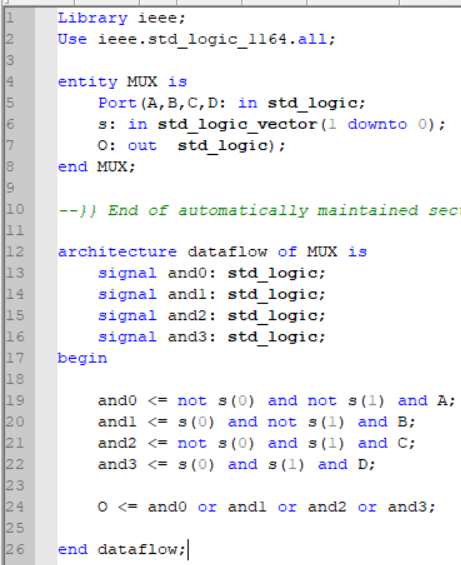 1 Library ieee;
2 Use ieee.std_logic_1164.all;
3
4 entity MUX is
5 Port(A,B,C,D: in std_logic;
6 s: in std_logic_vector(1 downto 0);
7 O: out  std_logic);
8 end MUX;
9
10 --}} End of automatically maintained sect
11
12 architecture dataflow of MUX is
13 signal and0: std_logic;
14 signal and1: std_logic;
15 signal and2: std_logic;
16 signal and3: std_logic;
17 begin
18
19 and0 <= not s(0) and not s(1) and A;
20 and1 <= s(0) and not s(1) and B;
21 and2 <= not s(0) and s(1) and C;
22 and3 <= s(0) and s(1) and D;
23
24 O <= and0 or and1 or and2 or and3;
25
26 end dataflow;